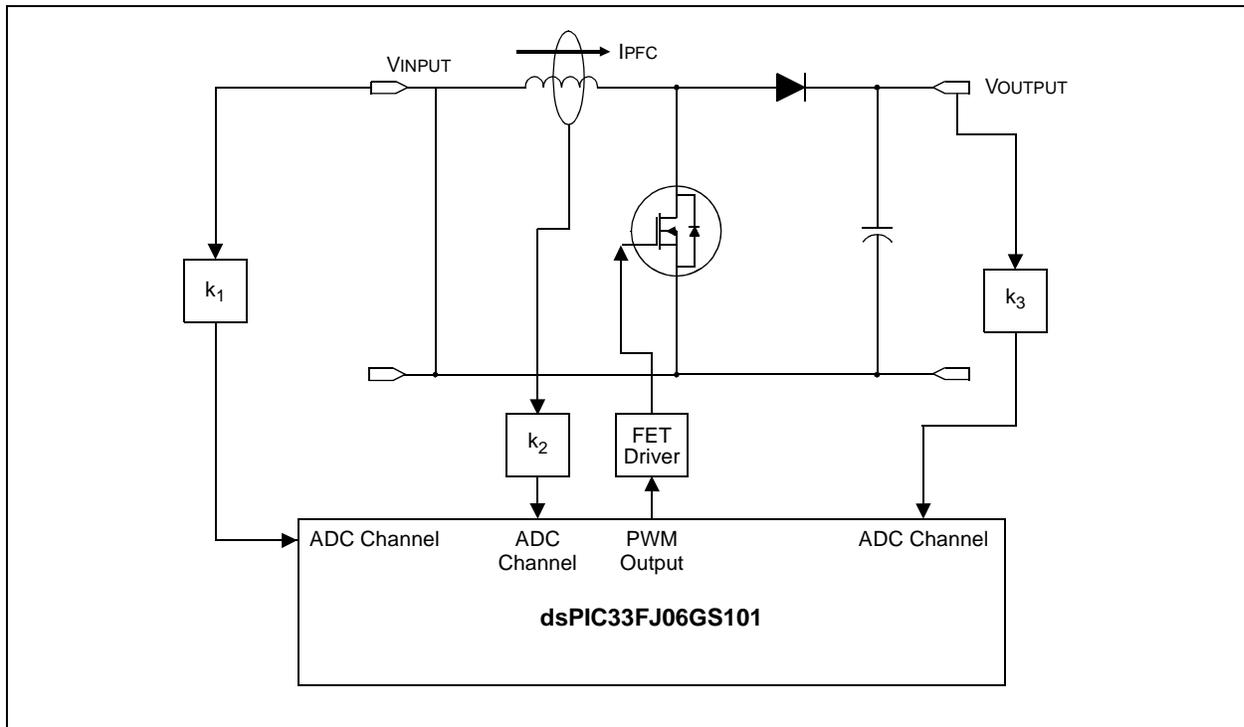 IPFC
VINPUT
VOUTPUT
k1
k3
k2
FET
Driver
ADC Channel
ADC
Channel
PWM
Output
ADC Channel
dsPIC33FJ06GS101